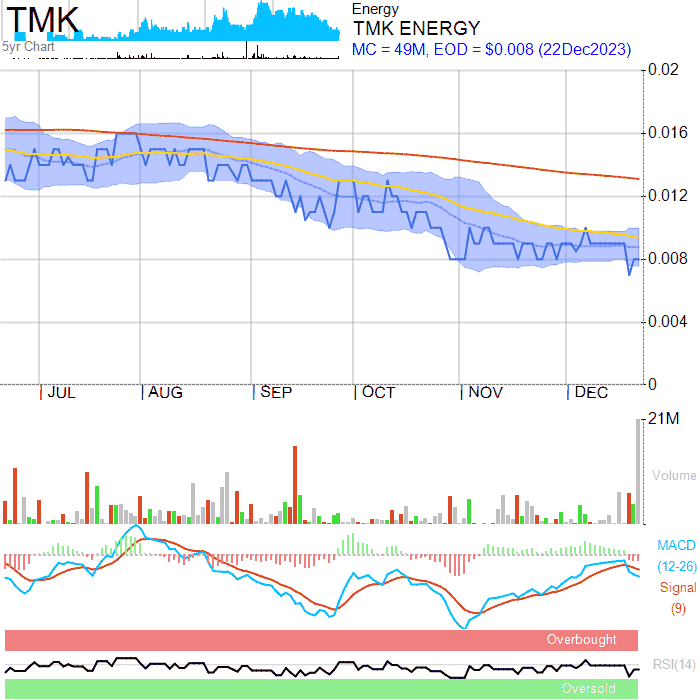 TMK
Energy
TMK ENERGY
5yr Chart
MC = 49M, EOD = $0.008 (22Dec2023)
0.02
0.016
0.012
0.008
0.004
0
JUL AUG SEP OCT NOV DEC
21M
Volume
MACD
(12-26)
Signal
(9)
Overbought
RSI(14)
Oversold